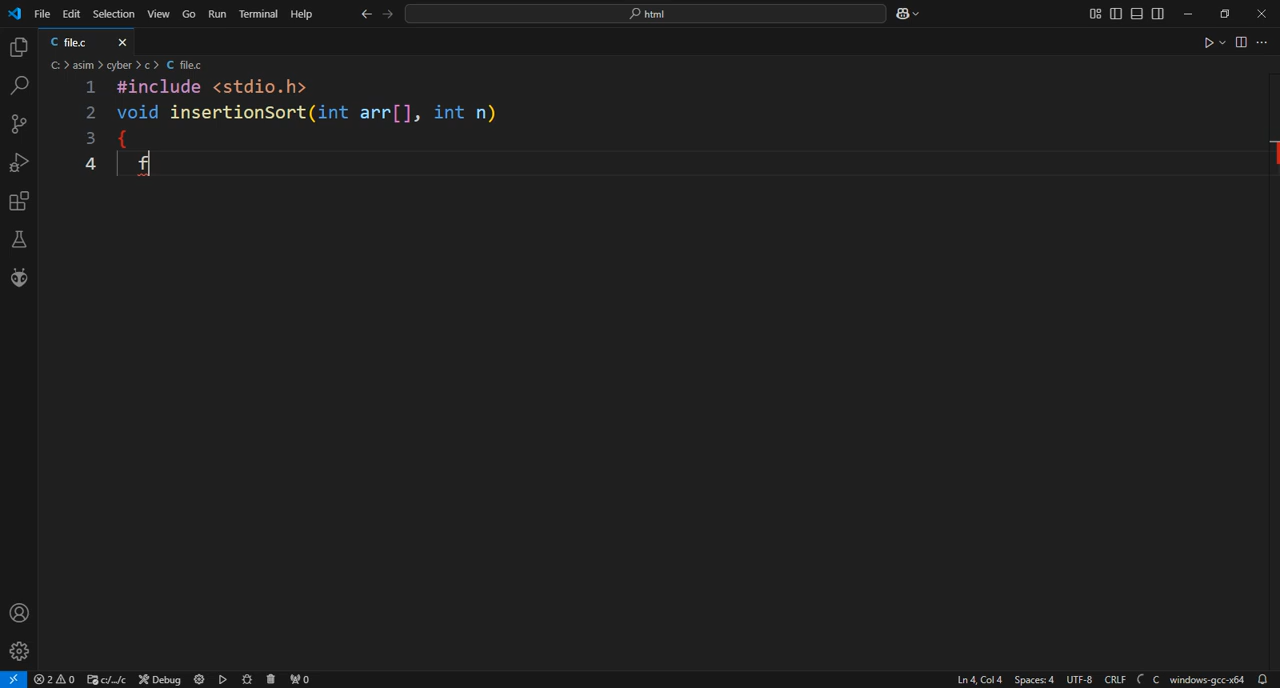 File Edit Selection View Go Run Terminal Help html
C file.c
C: > asim > cyber > c > C file.c
1 #include <stdio.h>
2 void insertionSort(int arr[], int n)
3 {
4 f
2 0 c:/.../c Debug 0 Ln 4, Col 4 Spaces: 4 UTF-8 CRLF C windows-gcc-x64